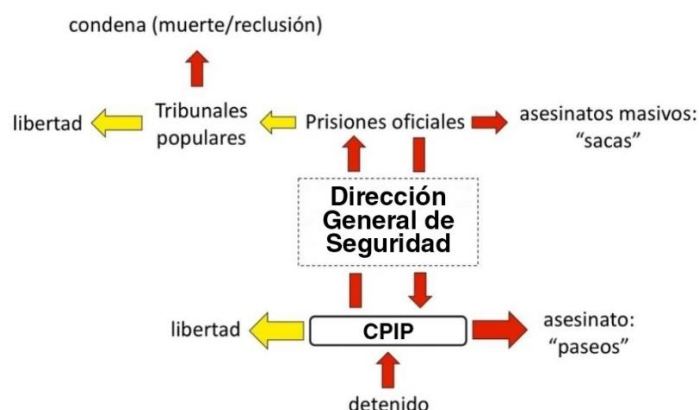 condena (muerte/reclusión)
libertad
Tribunales
populares
Prisiones oficiales
asesinatos masivos:
“sacas”
Dirección
General de
Seguridad
libertad
CPIP
asesinato:
“paseos”
detenido